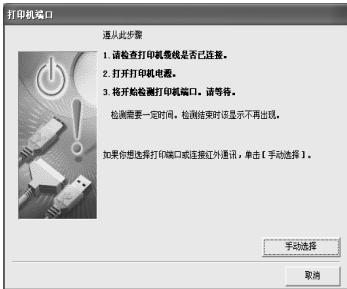 打印机端口
遵从此步骤
1. 请检查打印机缆线是否已连接。
2. 打开打印机电源。
3. 将开始检测打印机端口。请等待。
检测需要一定时间。检测结束时该显示不再出现。
如果你想选择打印端口或连接红外通讯，单击[手动选择]。
手动选择
取消